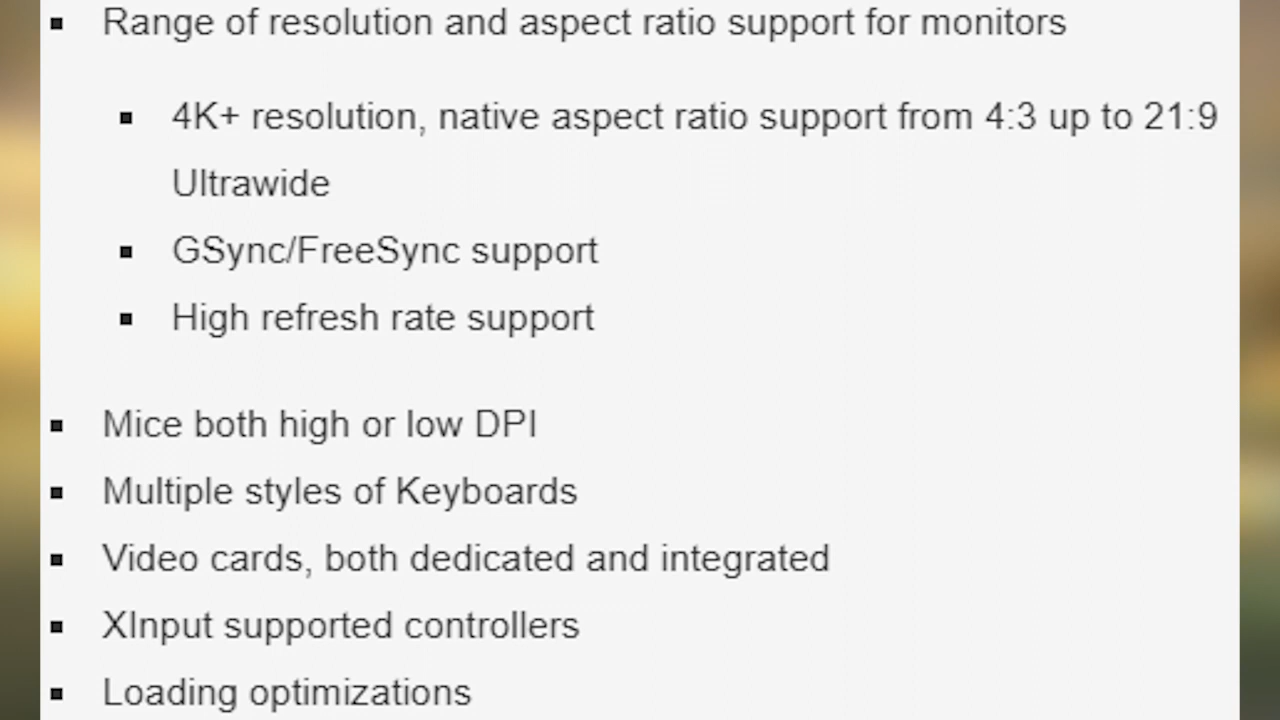 Range of resolution and aspect ratio support for monitors
4K+ resolution, native aspect ratio support from 4:3 up to 21:9
Ultrawide
GSync/FreeSync support
High refresh rate support
Mice both high or low DPI
Multiple styles of Keyboards
Video cards, both dedicated and integrated
XInput supported controllers
Loading optimizations